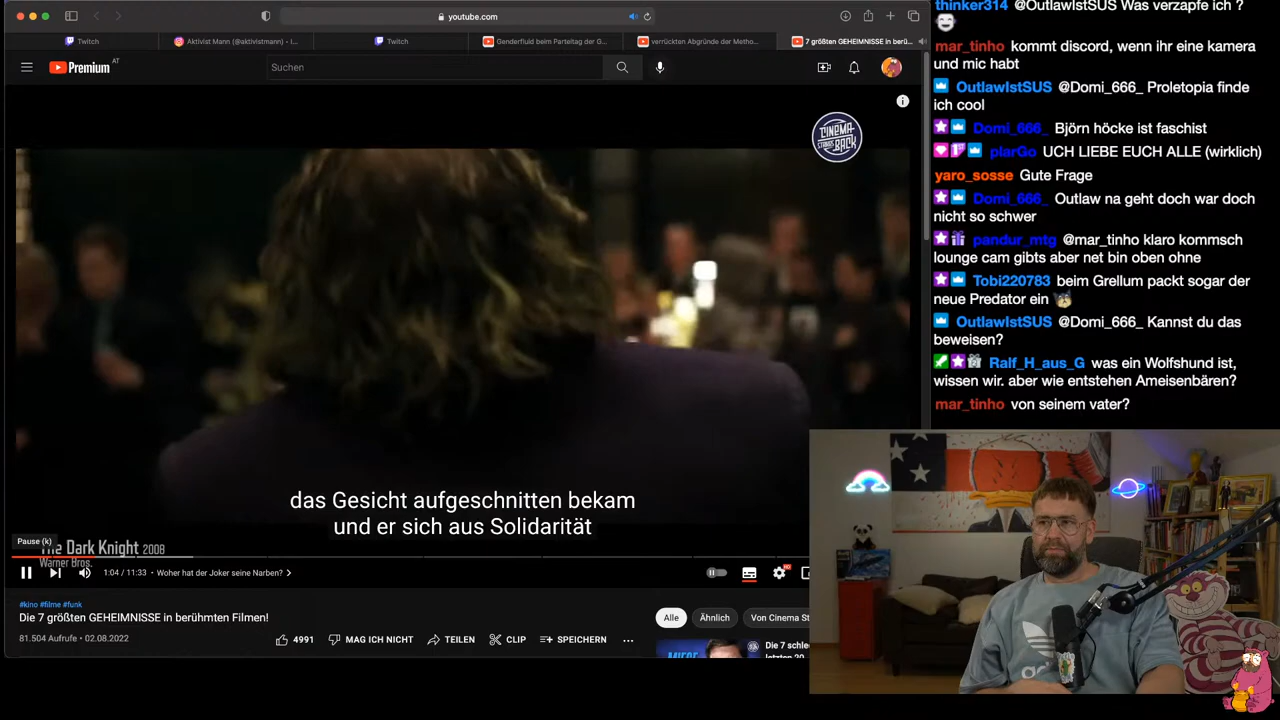 youtube.com
Twitch
Aktivist Mann (@aktivistmann) • I...
Twitch
Genderfluid beim Parteitag der G...
verrückten Abgründe der Metho...
7 größten GEHEIMNISSE in berü...
Premium AT
Suchen
CINEMA STRIKES BACK
das Gesicht aufgeschnitten bekam
und er sich aus Solidarität
Pause (k)
The Dark Knight 2008
Warner Bros.
1:04 / 11:33 • Woher hat der Joker seine Narben?
HD
#kino #filme #funk
Die 7 größten GEHEIMNISSE in berühmten Filmen!
81.504 Aufrufe • 02.08.2022
4991
MAG ICH NICHT
TEILEN
CLIP
SPEICHERN
Alle
Ähnlich
Von Cinema St
Die 7 schle
letzten 20
thinker314 @OutlawIstSUS Was verzapfe ich ?
mar_tinho kommt discord, wenn ihr eine kamera
und mic habt
OutlawIstSUS @Domi_666_ Proletopia finde
ich cool
Domi_666_ Björn höcke ist faschist
plarGo UCH LIEBE EUCH ALLE (wirklich)
yaro_sosse Gute Frage
Domi_666_ Outlaw na geht doch war doch
nicht so schwer
pandur_mtg @mar_tinho klaro kommsch
lounge cam gibts aber net bin oben ohne
Tobi220783 beim Grellum packt sogar der
neue Predator ein
OutlawIstSUS @Domi_666_ Kannst du das
beweisen?
Ralf_H_aus_G was ein Wolfshund ist,
wissen wir. aber wie entstehen Ameisenbären?
mar_tinho von seinem vater?